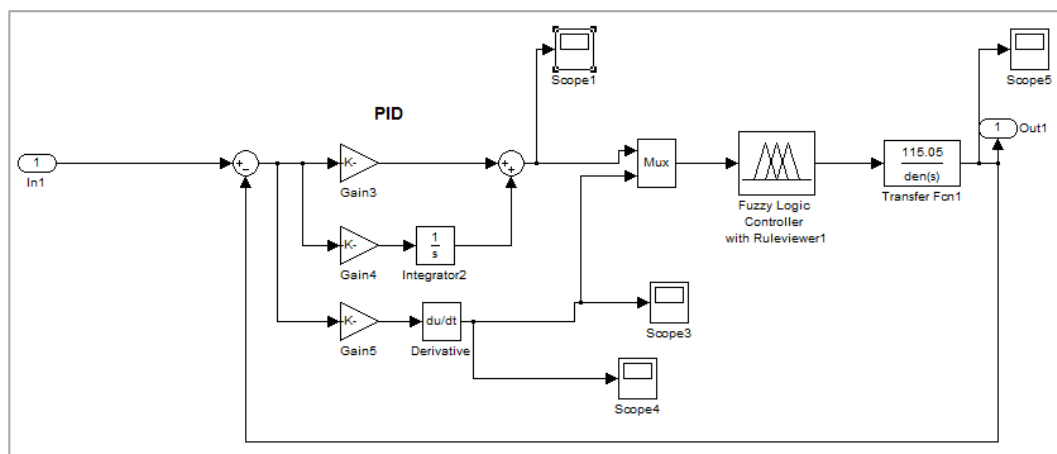 Scope1
Scope5
PID
1
In1
+
−
K-
Gain3
+
+
Mux
Fuzzy Logic
Controller
with Ruleviewer1
115.05
den(s)
Transfer Fcn1
1
Out1
K-
Gain4
1
s
Integrator2
K-
Gain5
du/dt
Derivative
Scope3
Scope4